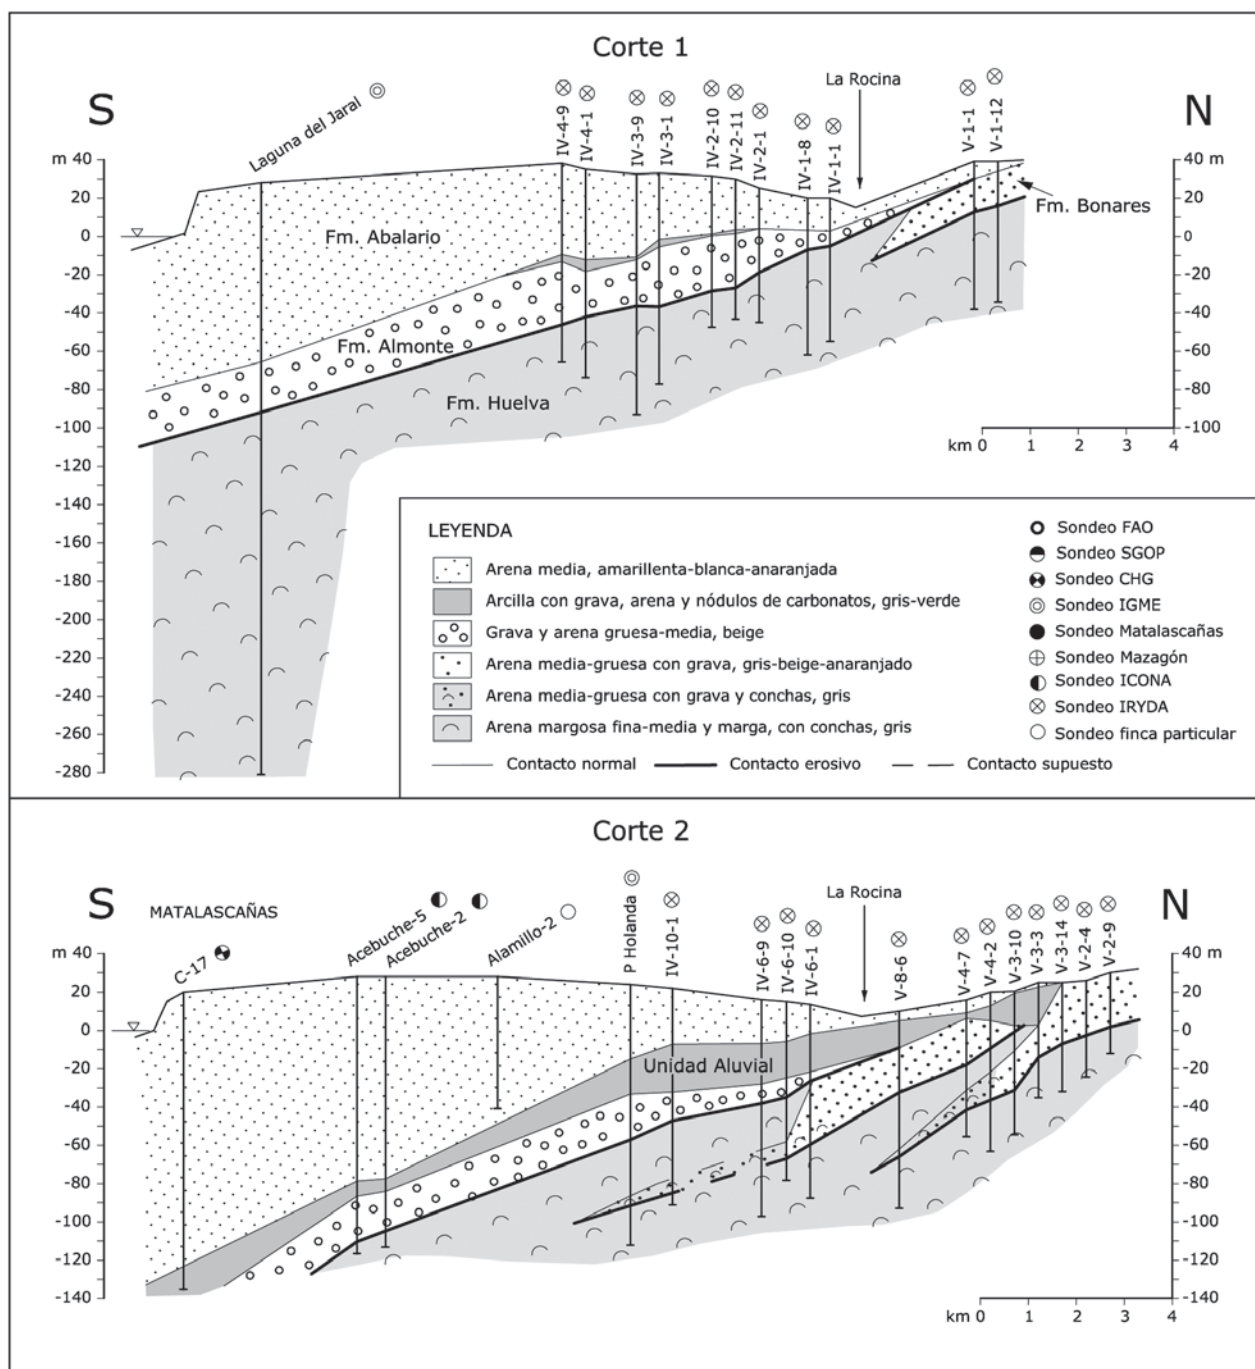 Corte 1
S
N
Laguna del Jaral
IV-4-9
IV-4-1
IV-3-9
IV-3-1
IV-2-10
IV-2-11
IV-2-1
IV-1-8
IV-1-1
La Rocina
V-1-1
V-1-12
m 40
20
0
-20
-40
-60
-80
-100
-120
-140
-160
-180
-200
-220
-240
-260
-280
40 m
20
0
-20
-40
-60
-80
-100
Fm. Abalario
Fm. Bonares
Fm. Almonte
Fm. Huelva
km 0 1 2 3 4
LEYENDA
Arena media, amarillenta-blanca-anaranjada
Arcilla con grava, arena y nódulos de carbonatos, gris-verde
Grava y arena gruesa-media, beige
Arena media-gruesa con grava, gris-beige-anaranjado
Arena media-gruesa con grava y conchas, gris
Arena margosa fina-media y marga, con conchas, gris
Contacto normal
Contacto erosivo
Contacto supuesto
Sondeo FAO
Sondeo SGOP
Sondeo CHG
Sondeo IGME
Sondeo Matalascañas
Sondeo Mazagón
Sondeo ICONA
Sondeo IRYDA
Sondeo finca particular
Corte 2
S
N
MATALASCAÑAS
C-17
Acebuche-5
Acebuche-2
Alamillo-2
P Holanda
IV-10-1
IV-6-9
IV-6-10
IV-6-1
La Rocina
V-8-6
V-4-7
V-4-2
V-3-10
V-3-3
V-3-14
V-2-4
V-2-9
m 40
20
0
-20
-40
-60
-80
-100
-120
-140
40 m
20
0
-20
-40
-60
-80
-100
-120
-140
Unidad Aluvial
km 0 1 2 3 4